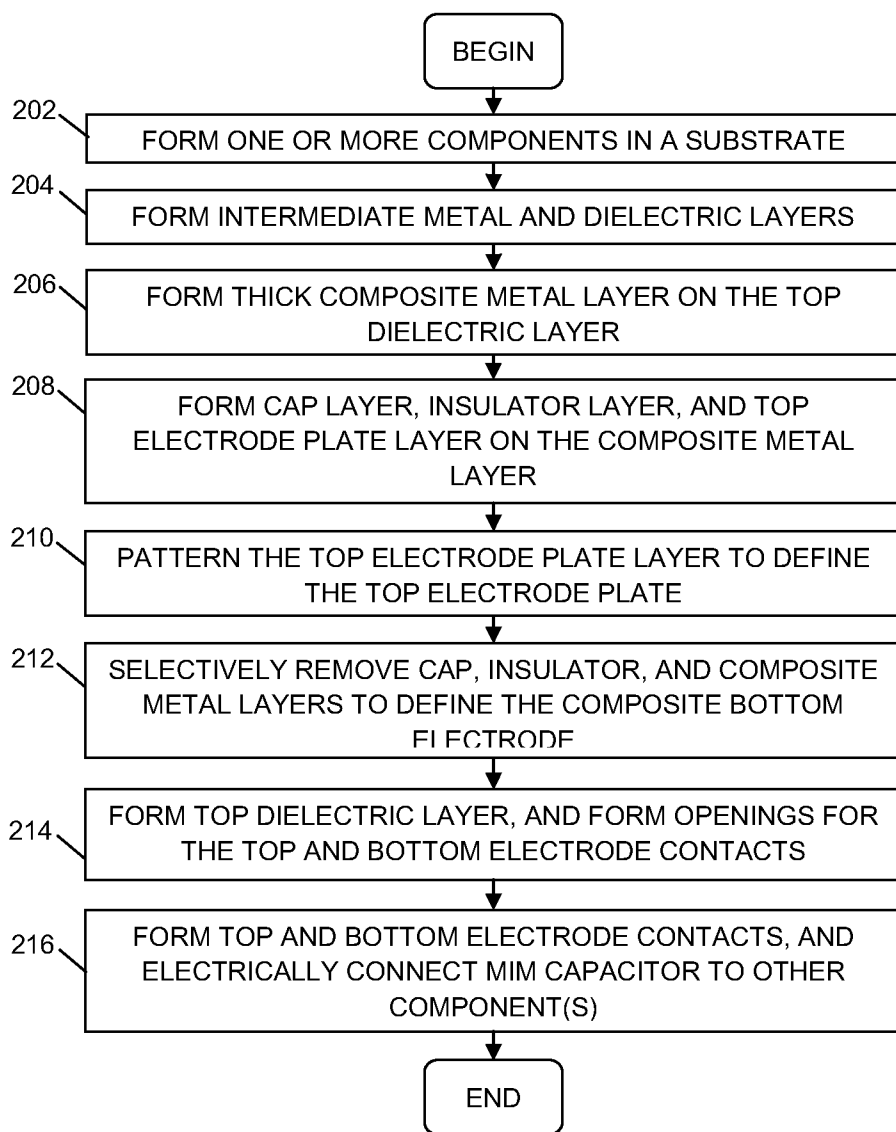 BEGIN
202
FORM ONE OR MORE COMPONENTS IN A SUBSTRATE
204
FORM INTERMEDIATE METAL AND DIELECTRIC LAYERS
206
FORM THICK COMPOSITE METAL LAYER ON THE TOP
DIELECTRIC LAYER
208
FORM CAP LAYER, INSULATOR LAYER, AND TOP
ELECTRODE PLATE LAYER ON THE COMPOSITE METAL
LAYER
210
PATTERN THE TOP ELECTRODE PLATE LAYER TO DEFINE
THE TOP ELECTRODE PLATE
212
SELECTIVELY REMOVE CAP, INSULATOR, AND COMPOSITE
METAL LAYERS TO DEFINE THE COMPOSITE BOTTOM
ELECTRODE
214
FORM TOP DIELECTRIC LAYER, AND FORM OPENINGS FOR
THE TOP AND BOTTOM ELECTRODE CONTACTS
216
FORM TOP AND BOTTOM ELECTRODE CONTACTS, AND
ELECTRICALLY CONNECT MIM CAPACITOR TO OTHER
COMPONENT(S)
END